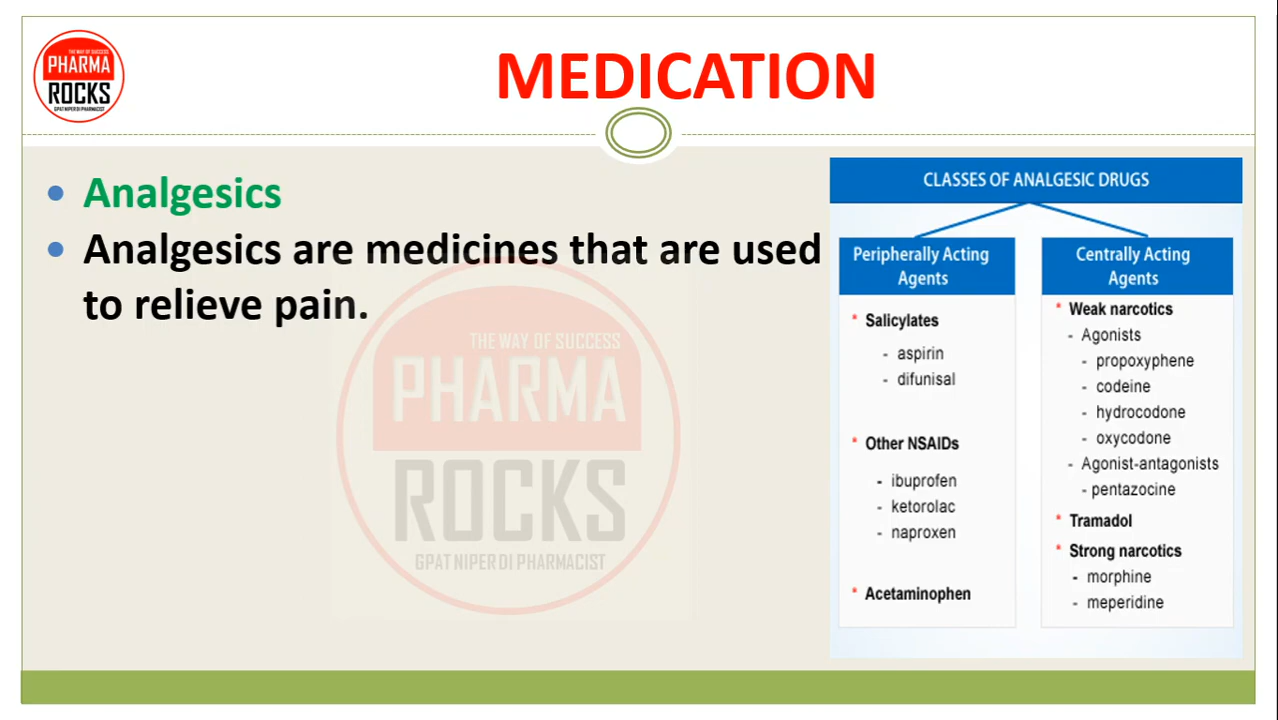 THE WAY OF SUCCESS
PHARMA
ROCKS
GPAT NIPER DI PHARMACIST
MEDICATION
• Analgesics
• Analgesics are medicines that are used
to relieve pain.
THE WAY OF SUCCESS
PHARMA
ROCKS
GPAT NIPER DI PHARMACIST
CLASSES OF ANALGESIC DRUGS
Peripherally Acting
Agents
* Salicylates
- aspirin
- difunisal
* Other NSAIDs
- ibuprofen
- ketorolac
- naproxen
* Acetaminophen
Centrally Acting
Agents
* Weak narcotics
- Agonists
- propoxyphene
- codeine
- hydrocodone
- oxycodone
- Agonist-antagonists
- pentazocine
* Tramadol
* Strong narcotics
- morphine
- meperidine